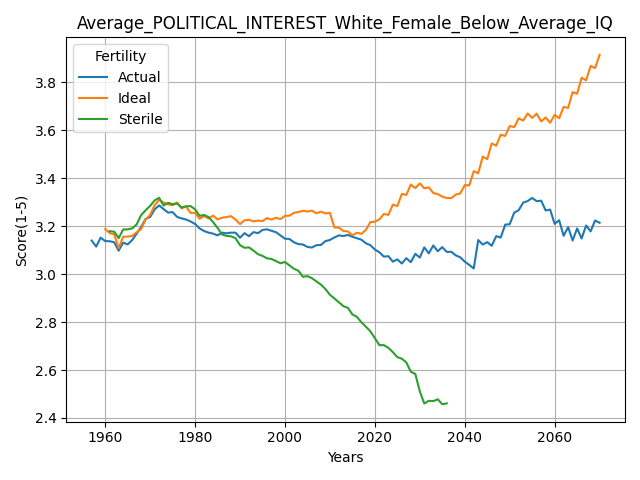 Average_POLITICAL_INTEREST_White_Female_Below_Average_IQ
Fertility
Actual
Ideal
Sterile
Score(1-5)
3.8
3.6
3.4
3.2
3.0
2.8
2.6
2.4
1960 1980 2000 2020 2040 2060
Years